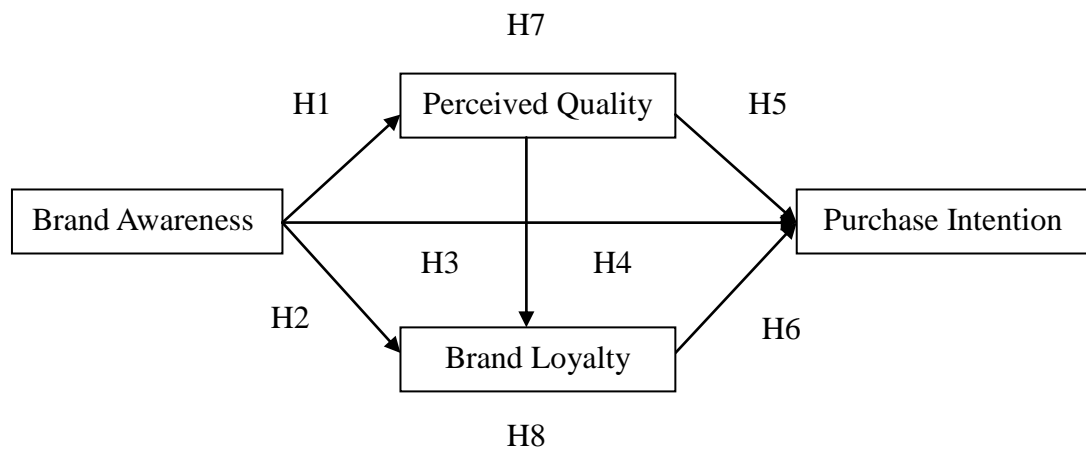 H7
H1
Perceived Quality
H5
Brand Awareness
Purchase Intention
H3
H4
H2
H6
Brand Loyalty
H8